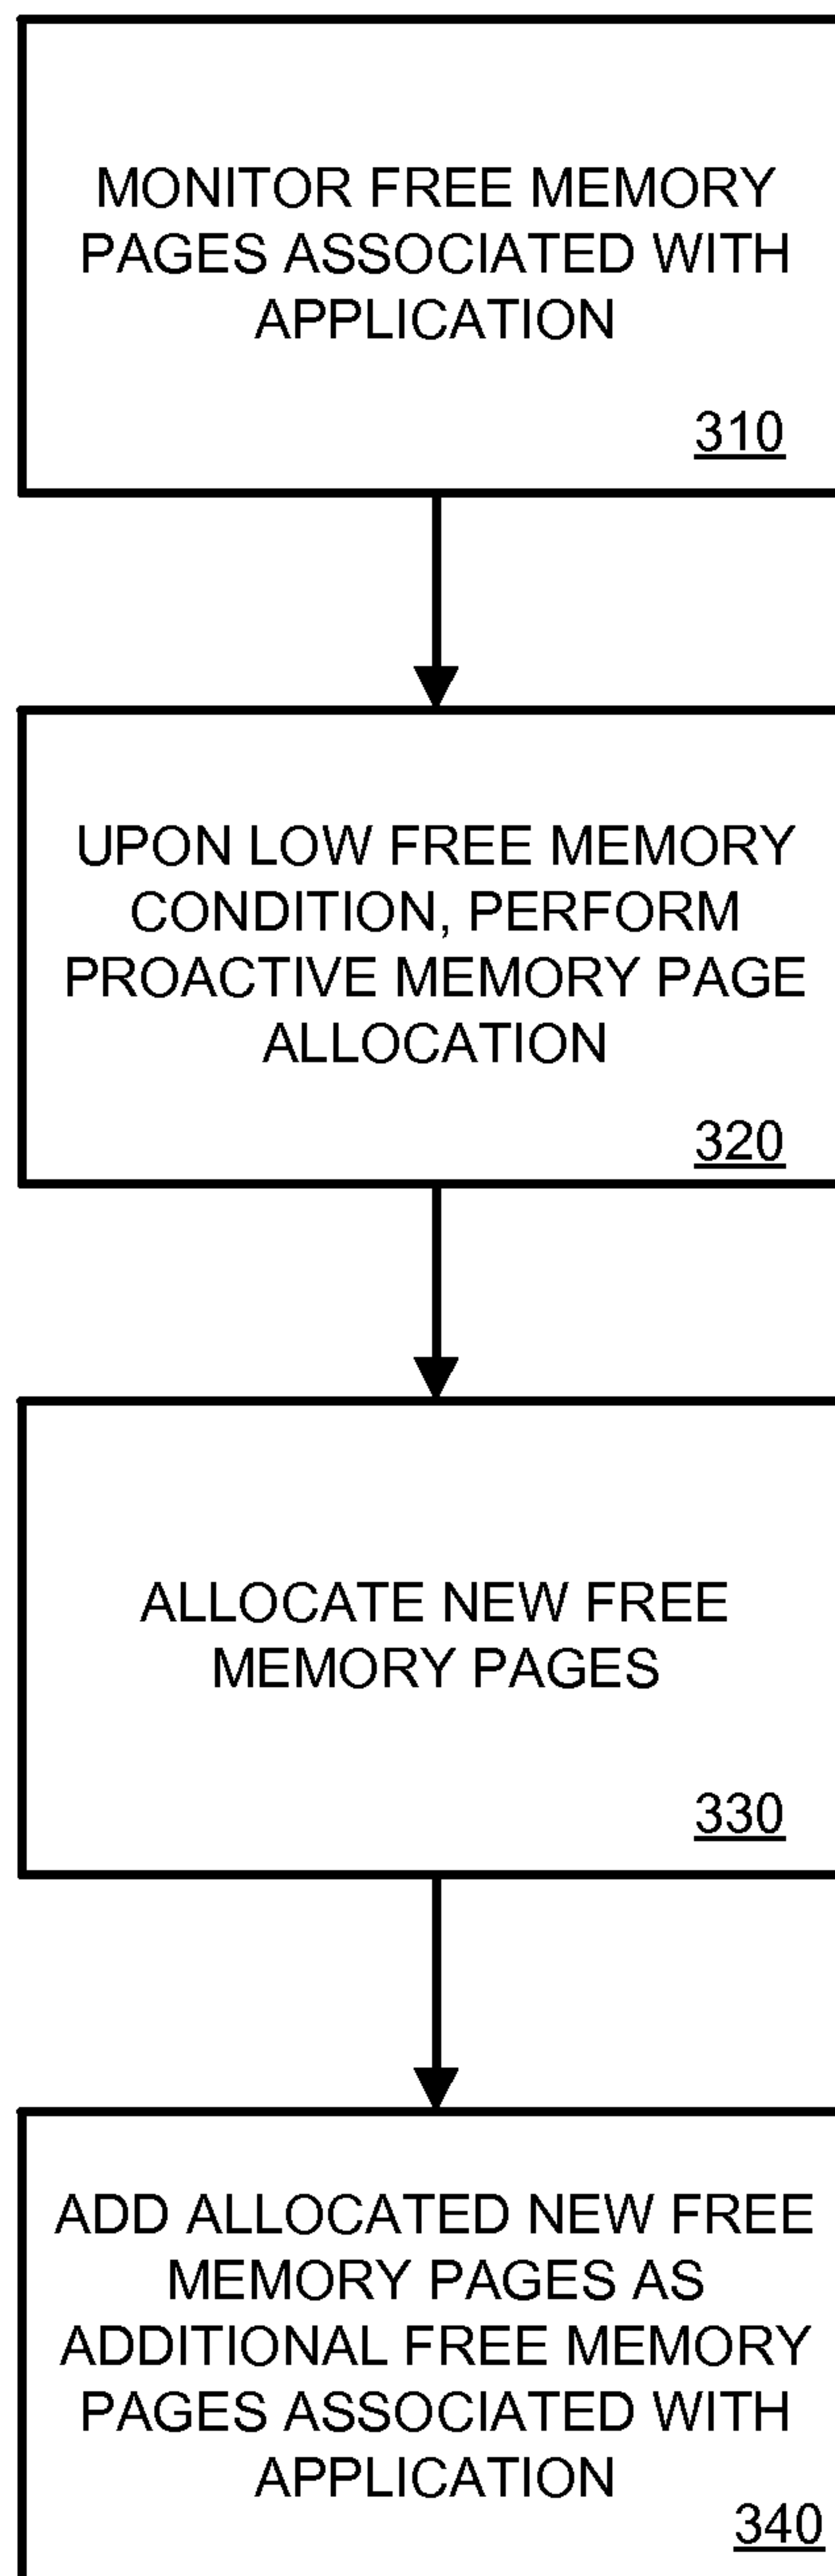 MONITOR FREE MEMORY
PAGES ASSOCIATED WITH
APPLICATION
310
UPON LOW FREE MEMORY
CONDITION, PERFORM
PROACTIVE MEMORY PAGE
ALLOCATION
320
ALLOCATE NEW FREE
MEMORY PAGES
330
ADD ALLOCATED NEW FREE
MEMORY PAGES AS
ADDITIONAL FREE MEMORY
PAGES ASSOCIATED WITH
APPLICATION
340